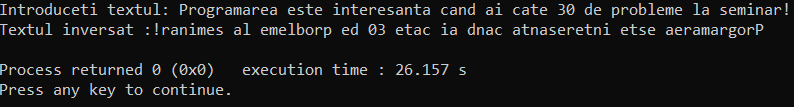 Introduceti textul: Programarea este interesanta cand ai cate 30 de probleme la seminar!
Textul inversat :!ranimes al emelborp ed 03 etac ia dnac atnaseretni etse aeramargorP
Process returned 0 (0x0)   execution time : 26.157 s
Press any key to continue.